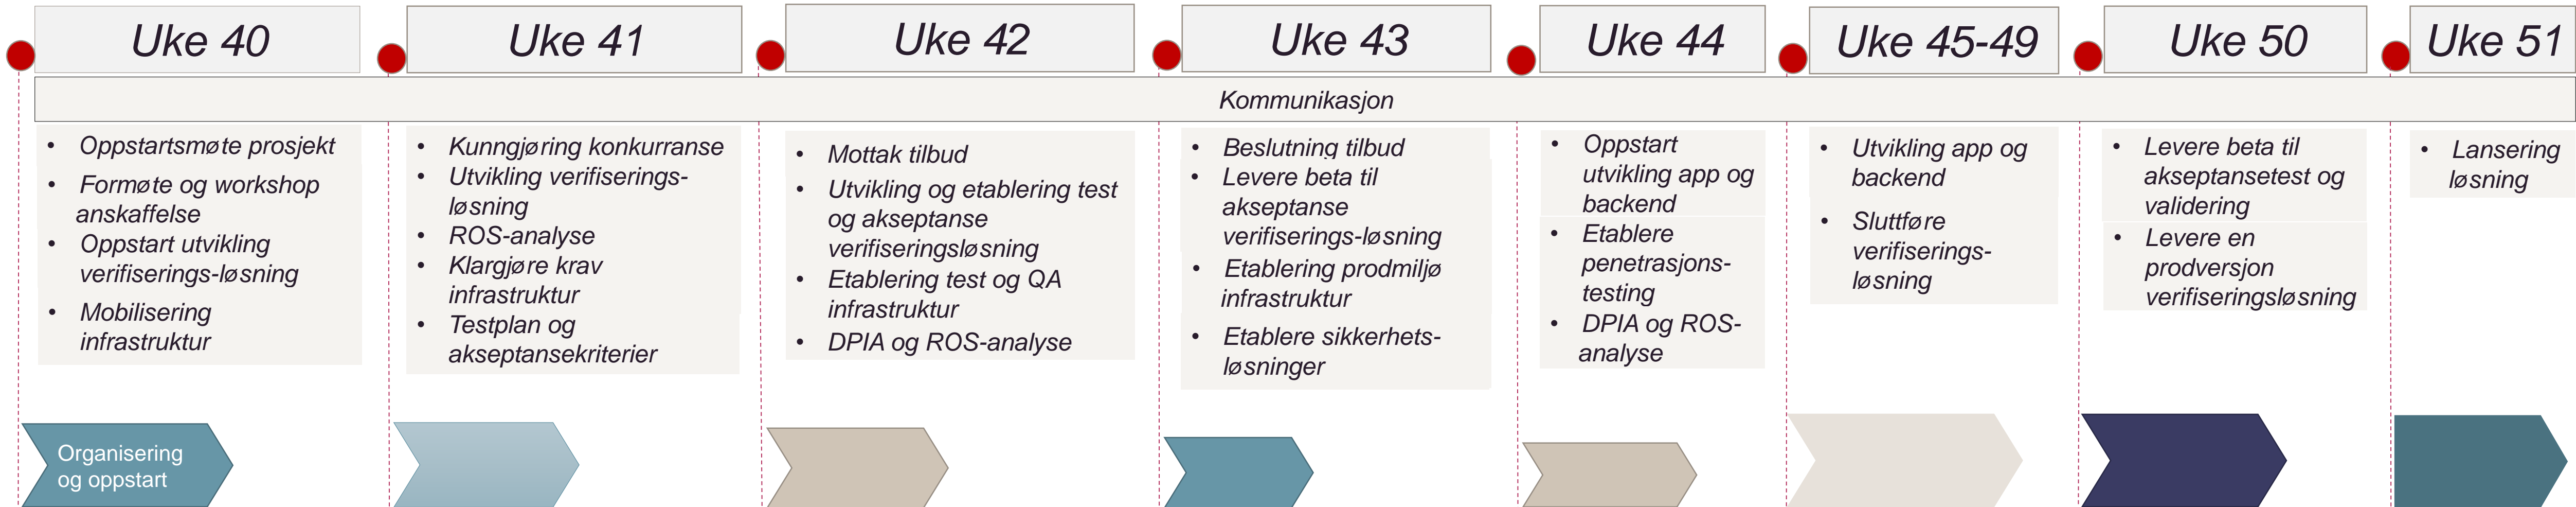 Uke 40
Uke 41
Uke 42
Uke 43
Uke 44
Uke 45-49
Uke 50
Uke 51
Kommunikasjon
• Oppstartsmøte prosjekt
• Formøte og workshop
anskaffelse
• Oppstart utvikling
verifiserings-løsning
• Mobilisering
infrastruktur
• Kunngjøring konkurranse
• Utvikling verifiserings-
løsning
• ROS-analyse
• Klargjøre krav
infrastruktur
• Testplan og
akseptansekriterier
• Mottak tilbud
• Utvikling og etablering test
og akseptanse
verifiseringsløsning
• Etablering test og QA
infrastruktur
• DPIA og ROS-analyse
• Beslutning tilbud
• Levere beta til
akseptanse
verifiserings-løsning
• Etablering prodmiljø
infrastruktur
• Etablere sikkerhets-
løsninger
• Oppstart
utvikling app og
backend
• Etablere
penetrasjons-
testing
• DPIA og ROS-
analyse
• Utvikling app og
backend
• Sluttføre
verifiserings-
løsning
• Levere beta til
akseptansetest og
validering
• Levere en
prodversjon
verifiseringsløsning
• Lansering
løsning
Organisering
og oppstart